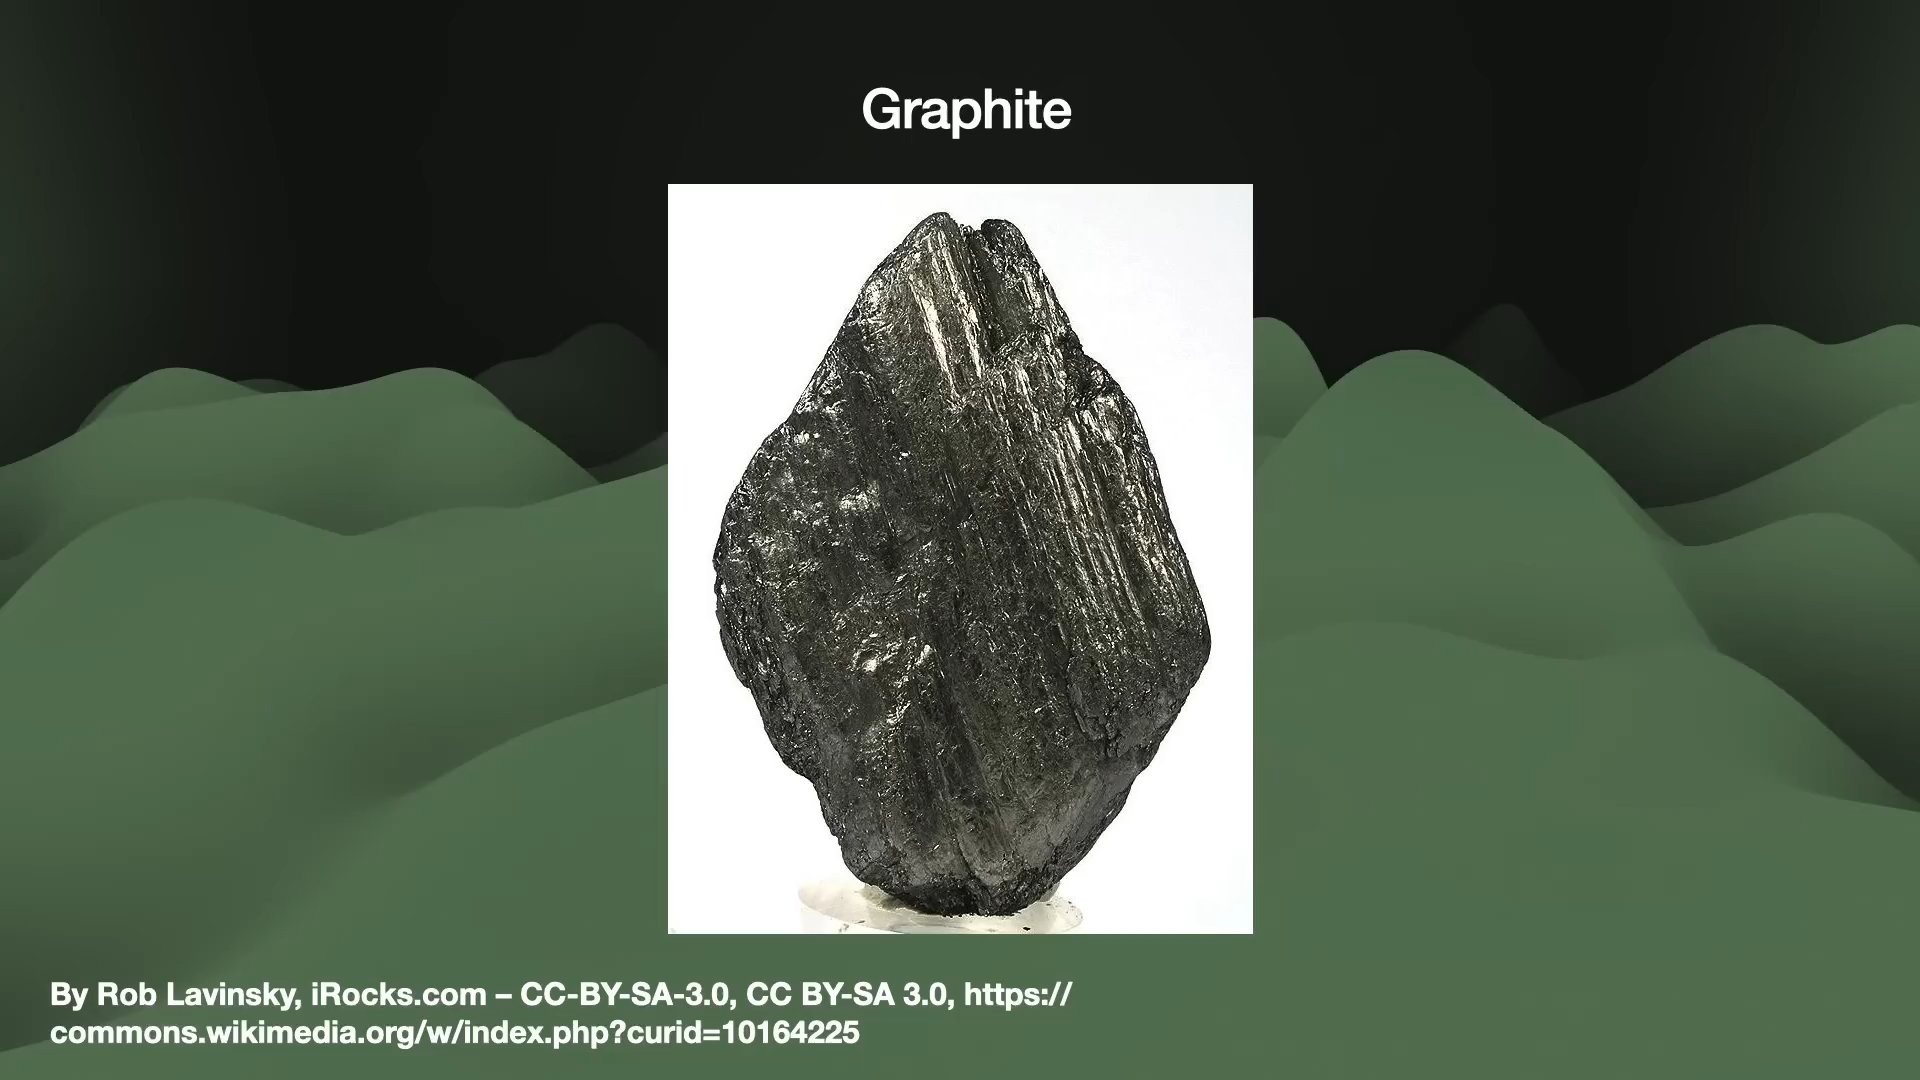 Graphite
By Rob Lavinsky, iRocks.com – CC-BY-SA-3.0, CC BY-SA 3.0, https://
commons.wikimedia.org/w/index.php?curid=10164225